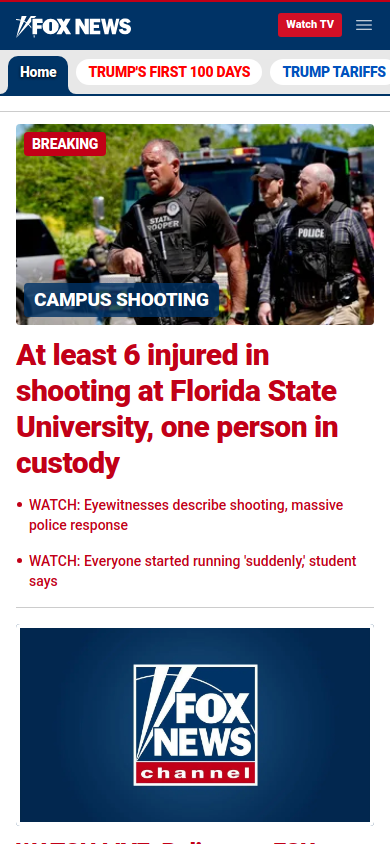 FOX NEWS
Watch TV
Home
TRUMP'S FIRST 100 DAYS
TRUMP TARIFFS
BREAKING
STATE
TROOPER
POLICE
CAMPUS SHOOTING
At least 6 injured in
shooting at Florida State
University, one person in
custody
WATCH: Eyewitnesses describe shooting, massive
police response
WATCH: Everyone started running 'suddenly,' student
says
FOX
NEWS
channel